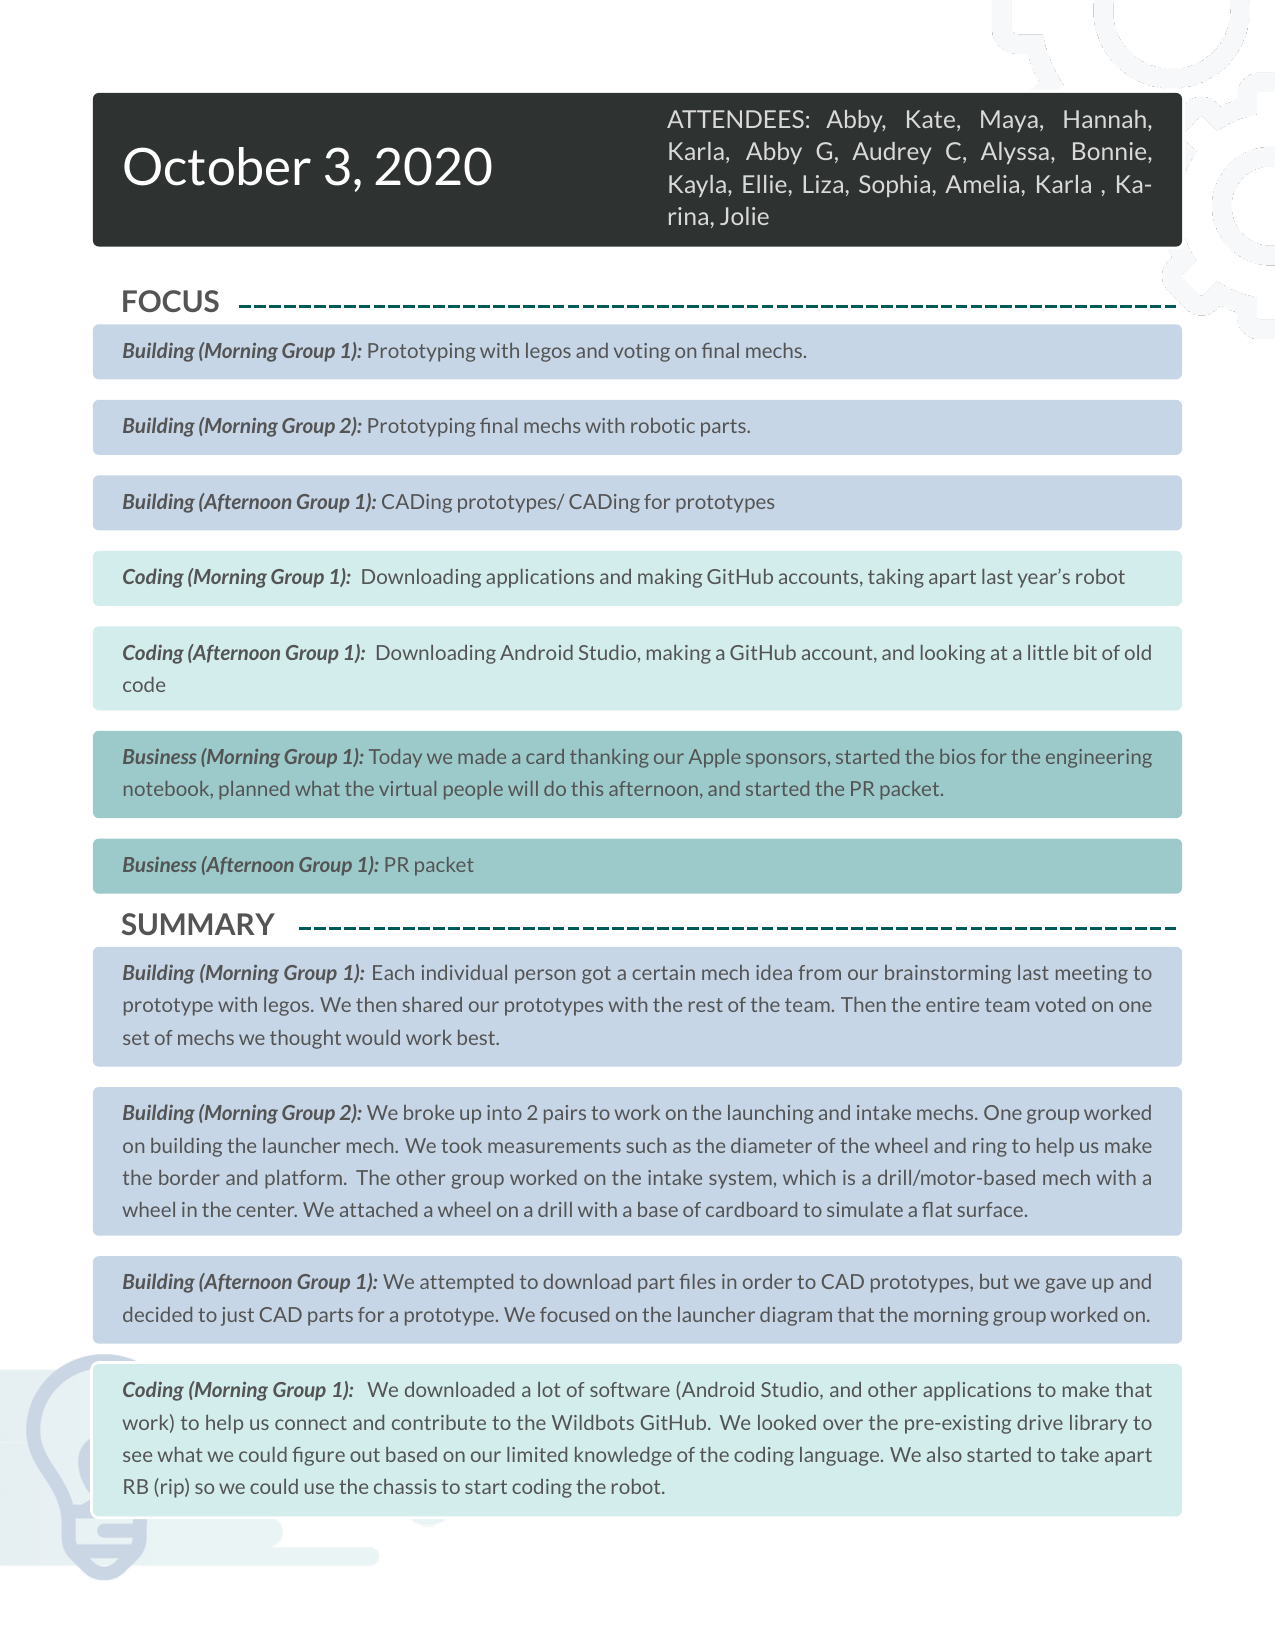 October 3, 2020
ATTENDEES: Abby, Kate, Maya, Hannah,
Karla, Abby G, Audrey C, Alyssa, Bonnie,
Kayla, Ellie, Liza, Sophia, Amelia, Karla , Ka-
rina, Jolie
FOCUS
Building (Morning Group 1): Prototyping with legos and voting on final mechs.
Building (Morning Group 2): Prototyping final mechs with robotic parts.
Building (Afternoon Group 1): CADing prototypes/ CADing for prototypes
Coding (Morning Group 1): Downloading applications and making GitHub accounts, taking apart last year’s robot
Coding (Afternoon Group 1): Downloading Android Studio, making a GitHub account, and looking at a little bit of old
code
Business (Morning Group 1): Today we made a card thanking our Apple sponsors, started the bios for the engineering
notebook, planned what the virtual people will do this afternoon, and started the PR packet.
Business (Afternoon Group 1): PR packet
SUMMARY
Building (Morning Group 1): Each individual person got a certain mech idea from our brainstorming last meeting to
prototype with legos. We then shared our prototypes with the rest of the team. Then the entire team voted on one
set of mechs we thought would work best.
Building (Morning Group 2): We broke up into 2 pairs to work on the launching and intake mechs. One group worked
on building the launcher mech. We took measurements such as the diameter of the wheel and ring to help us make
the border and platform. The other group worked on the intake system, which is a drill/motor-based mech with a
wheel in the center. We attached a wheel on a drill with a base of cardboard to simulate a flat surface.
Building (Afternoon Group 1): We attempted to download part files in order to CAD prototypes, but we gave up and
decided to just CAD parts for a prototype. We focused on the launcher diagram that the morning group worked on.
Coding (Morning Group 1): We downloaded a lot of software (Android Studio, and other applications to make that
work) to help us connect and contribute to the Wildbots GitHub. We looked over the pre-existing drive library to
see what we could figure out based on our limited knowledge of the coding language. We also started to take apart
RB (rip) so we could use the chassis to start coding the robot.